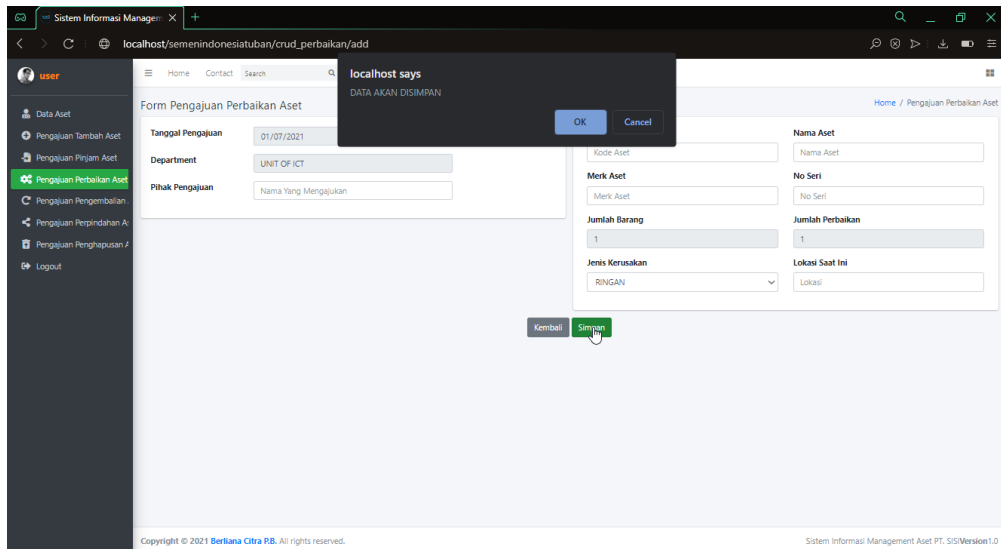 Sistem Informasi Managem
localhost/semenindonesiatuban/crud_perbaikan/add
user
Data Aset
Pengajuan Tambah Aset
Pengajuan Pinjam Aset
Pengajuan Perbaikan Aset
Pengajuan Pengembalian
Pengajuan Perpindahan A
Pengajuan Penghapusan A
Logout
Home Contact Search
localhost says
DATA AKAN DISIMPAN
OK Cancel
Form Pengajuan Perbaikan Aset
Home / Pengajuan Perbaikan Aset
Tanggal Pengajuan 01/07/2021
Department UNIT OF ICT
Pihak Pengajuan Nama Yang Mengajukan
Nama Aset
Kode Aset Nama Aset
Merk Aset No Seri
Merk Aset No Seri
Jumlah Barang Jumlah Perbaikan
1 1
Jenis Kerusakan Lokasi Saat Ini
RINGAN Lokasi
Kembali Simpan
Copyright © 2021 Berliana Citra P.B. All rights reserved.
Sistem Informasi Management Aset PT. SISI Version 1.0